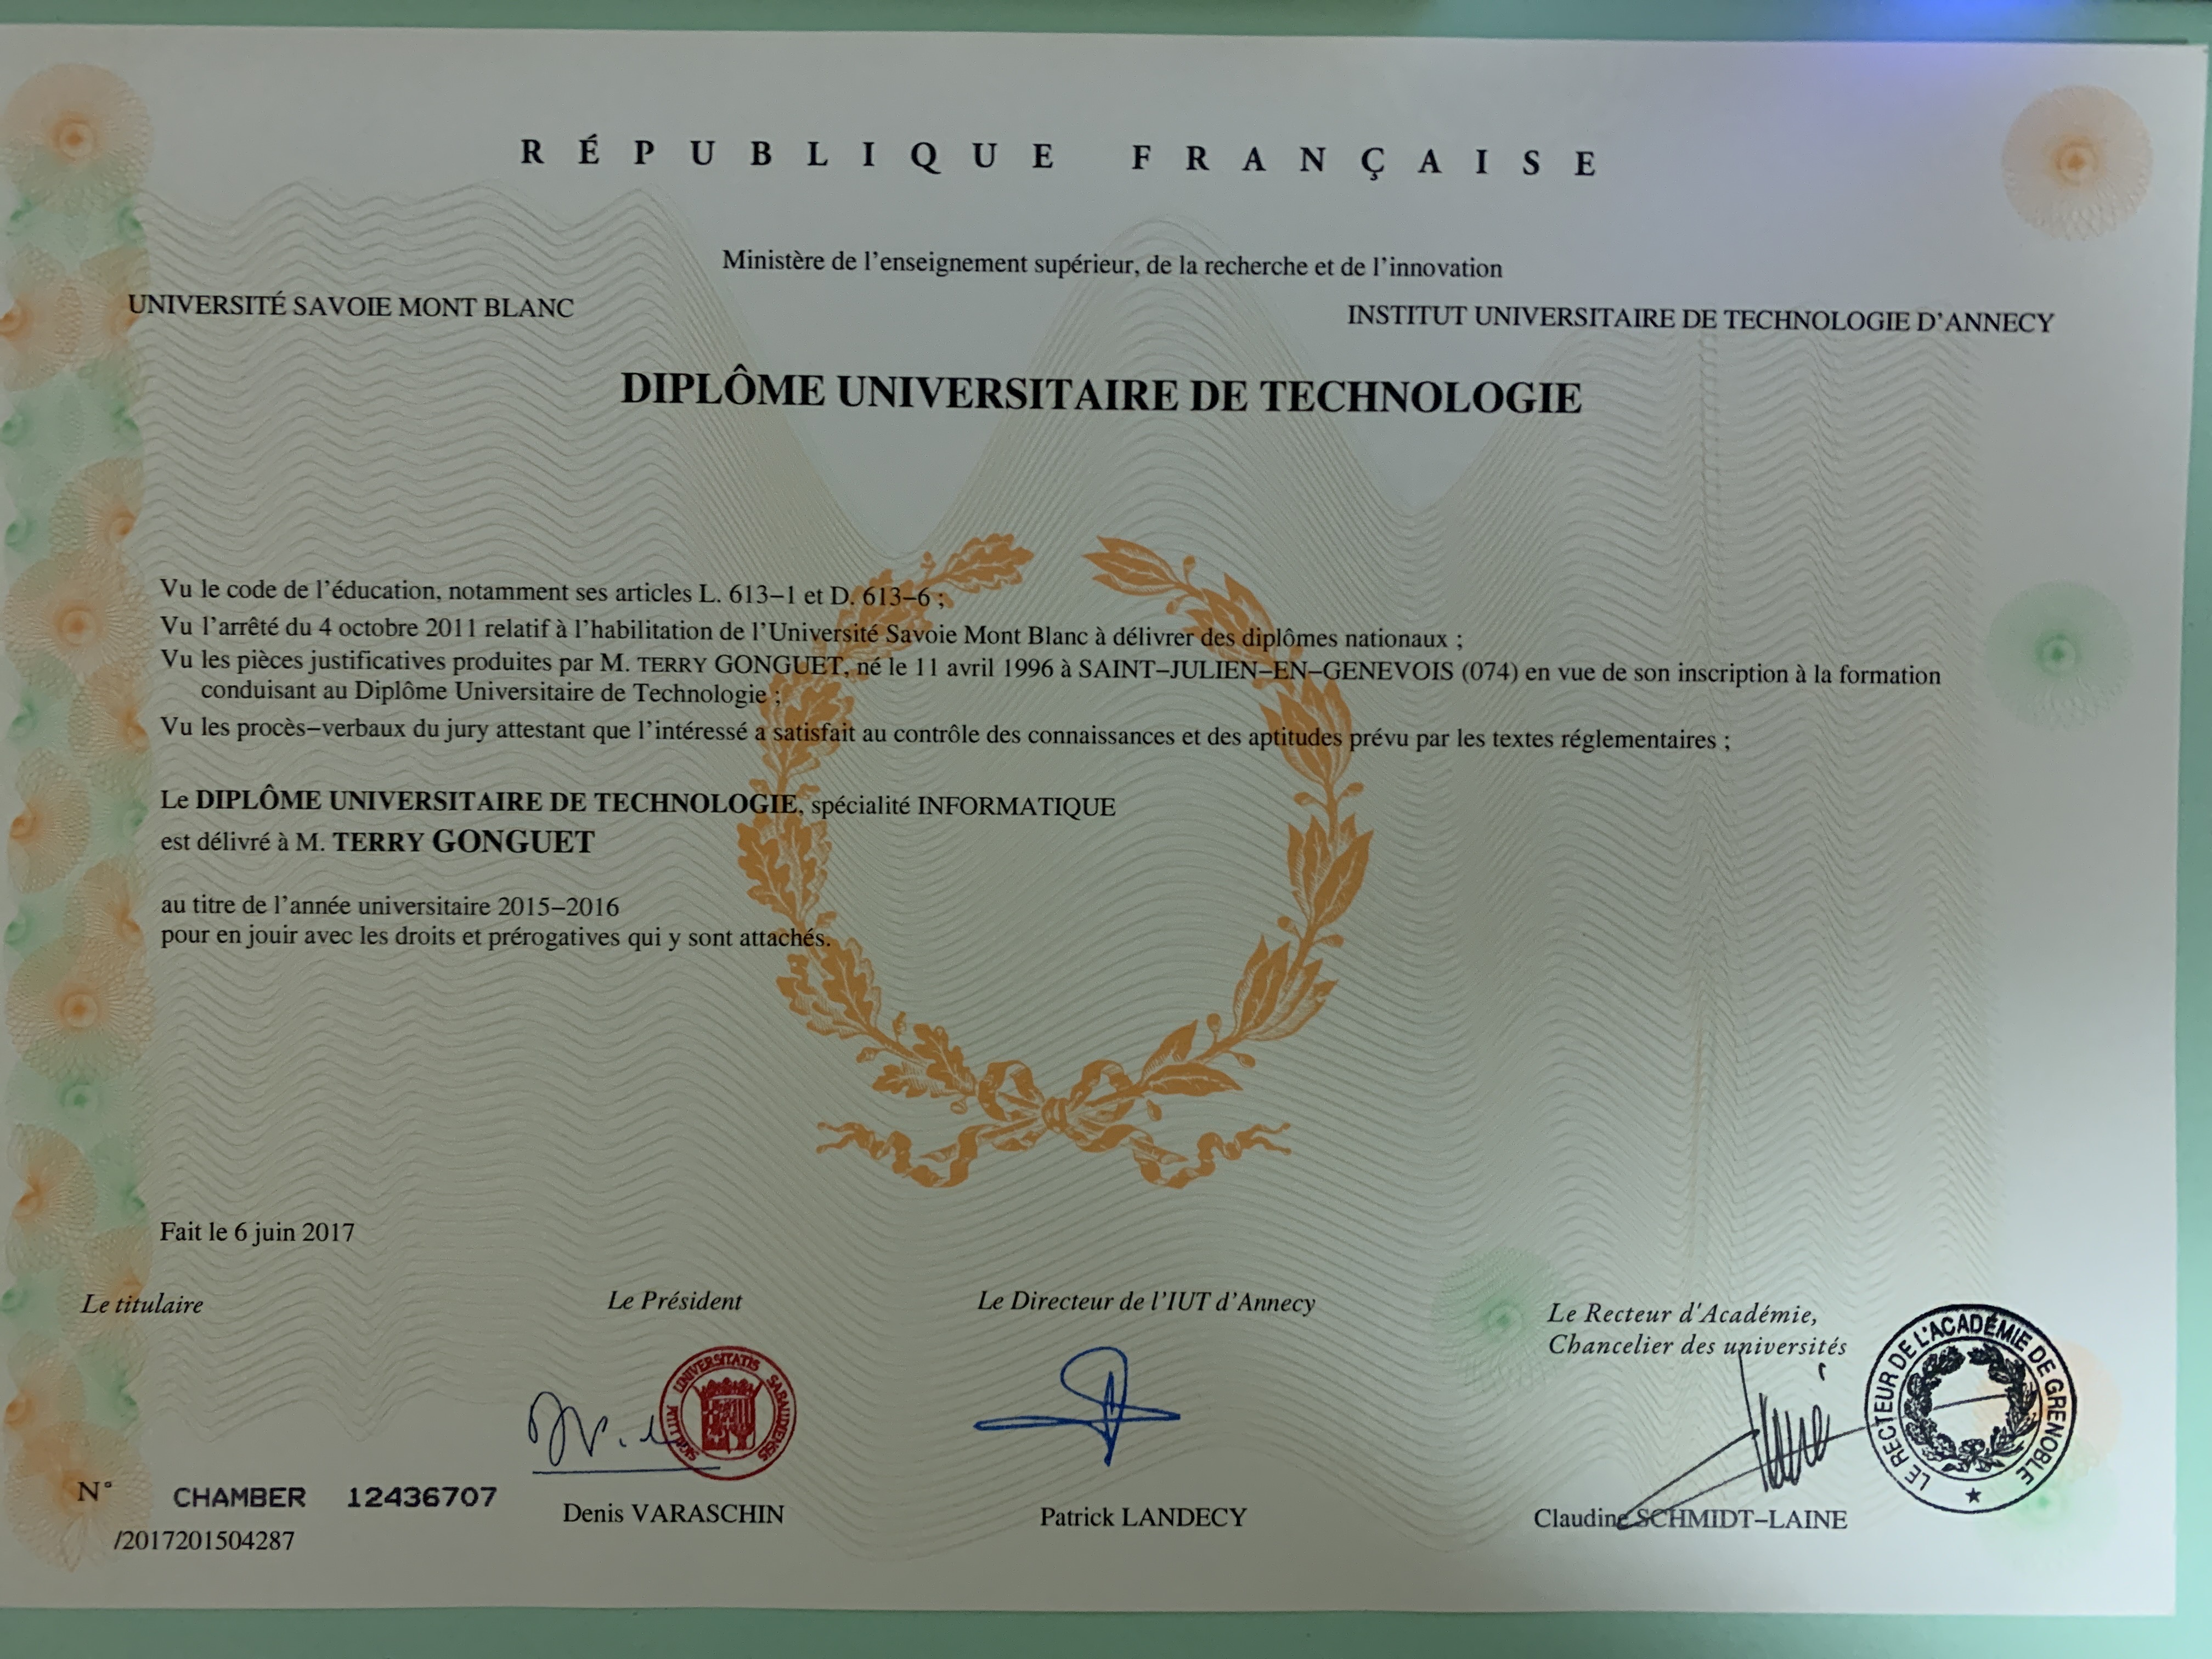 RÉPUBLIQUE FRANÇAISE
Ministère de l'enseignement supérieur, de la recherche et de l'innovation
UNIVERSITÉ SAVOIE MONT BLANC
INSTITUT UNIVERSITAIRE DE TECHNOLOGIE D'ANNECY
DIPLÔME UNIVERSITAIRE DE TECHNOLOGIE
Vu le code de l'éducation, notamment ses articles L. 613-1 et D. 613-6 ;
Vu l'arrêté du 4 octobre 2011 relatif à l'habilitation de l'Université Savoie Mont Blanc à délivrer des diplômes nationaux ;
Vu les pièces justificatives produites par M. TERRY GONGUET, né le 11 avril 1996 à SAINT-JULIEN-EN-GENEVOIS (074) en vue de son inscription à la formation
conduisant au Diplôme Universitaire de Technologie ;
Vu les procès-verbaux du jury attestant que l'intéressé a satisfait au contrôle des connaissances et des aptitudes prévu par les textes réglementaires ;
Le DIPLÔME UNIVERSITAIRE DE TECHNOLOGIE, spécialité INFORMATIQUE
est délivré à M. TERRY GONGUET
au titre de l'année universitaire 2015-2016
pour en jouir avec les droits et prérogatives qui y sont attachés.
Fait le 6 juin 2017
Le titulaire
Le Président
Le Directeur de l'IUT d'Annecy
Le Recteur d'Académie,
Chancelier des universités
SIGILLUM UNIVERSITATIS SABAUDIENSIS
LE RECTEUR DE L'ACADÉMIE DE GRENOBLE
N° CHAMBER 12436707
/2017201504287
Denis VARASCHIN
Patrick LANDECY
Claudine SCHMIDT-LAINE